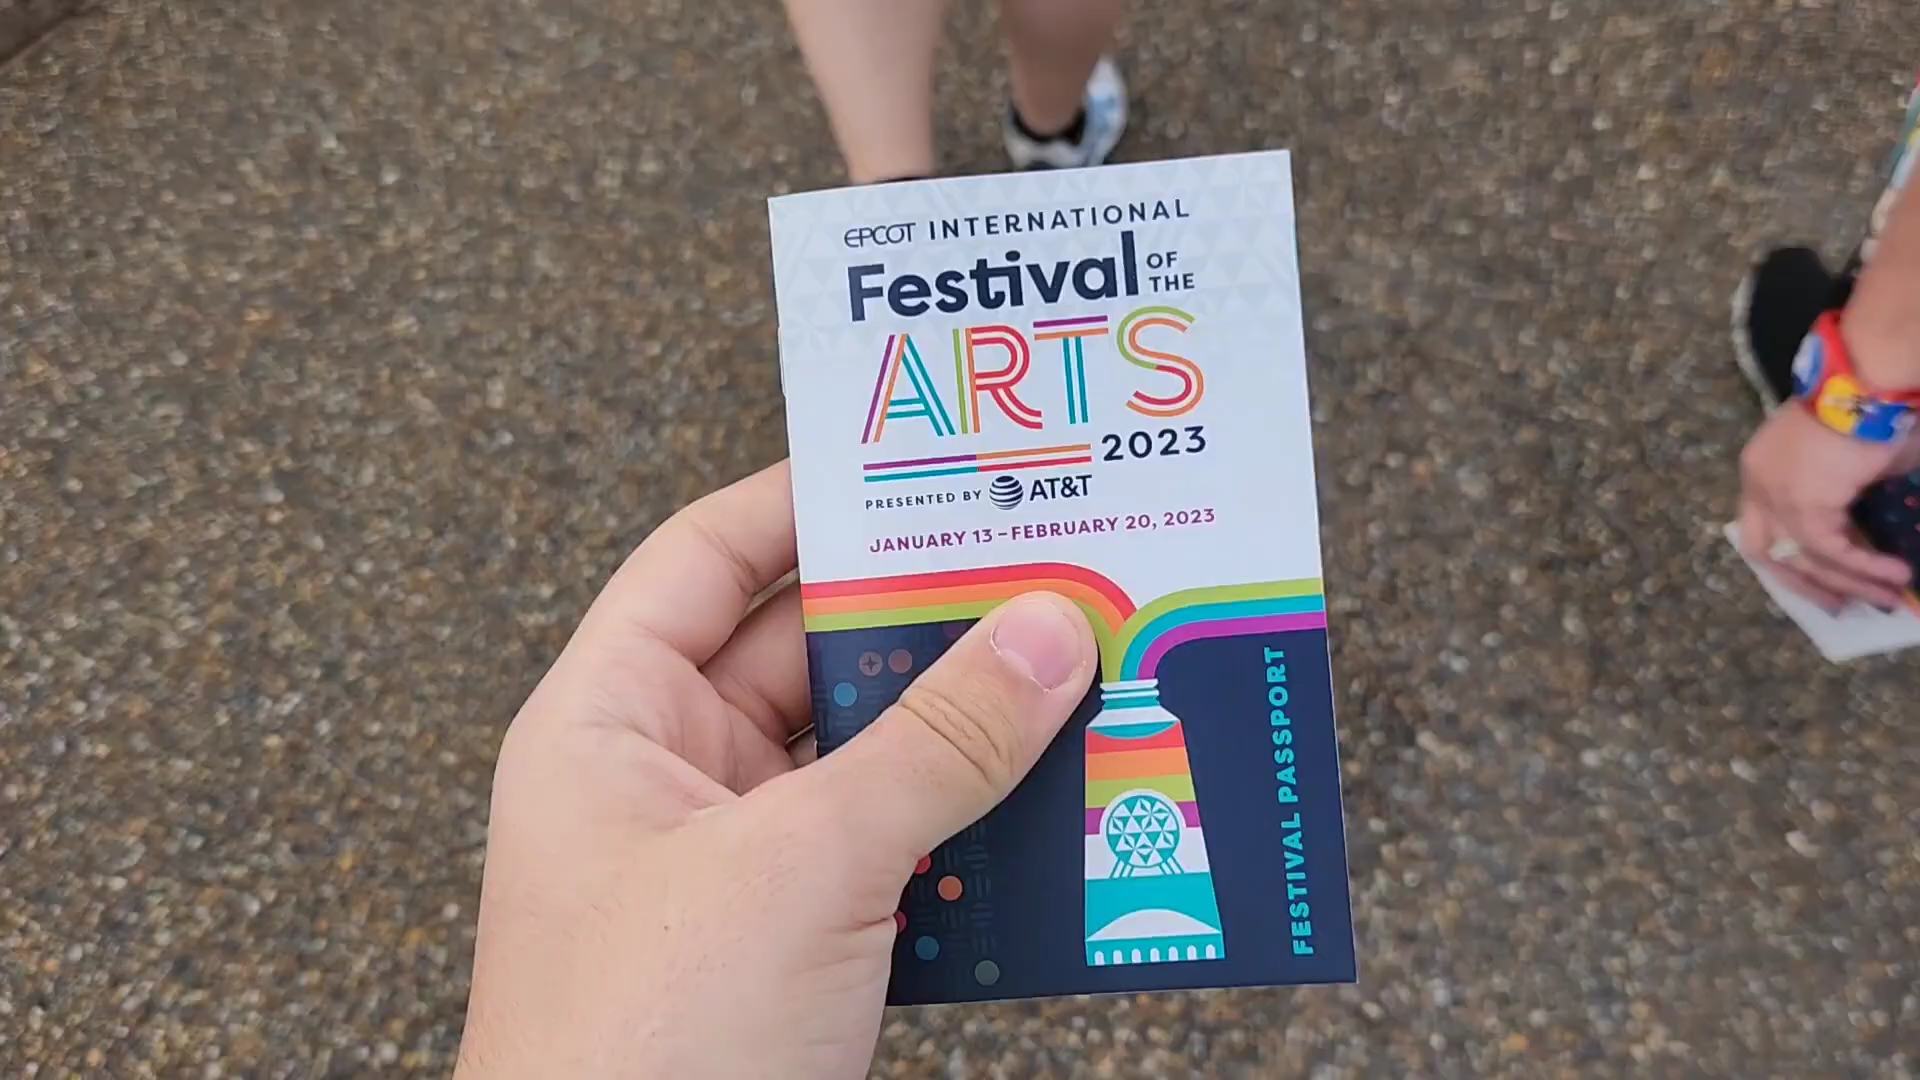 EPCOT INTERNATIONAL
Festival OF THE
ARTS
2023
PRESENTED BY AT&T
JANUARY 13–FEBRUARY 20, 2023
FESTIVAL PASSPORT